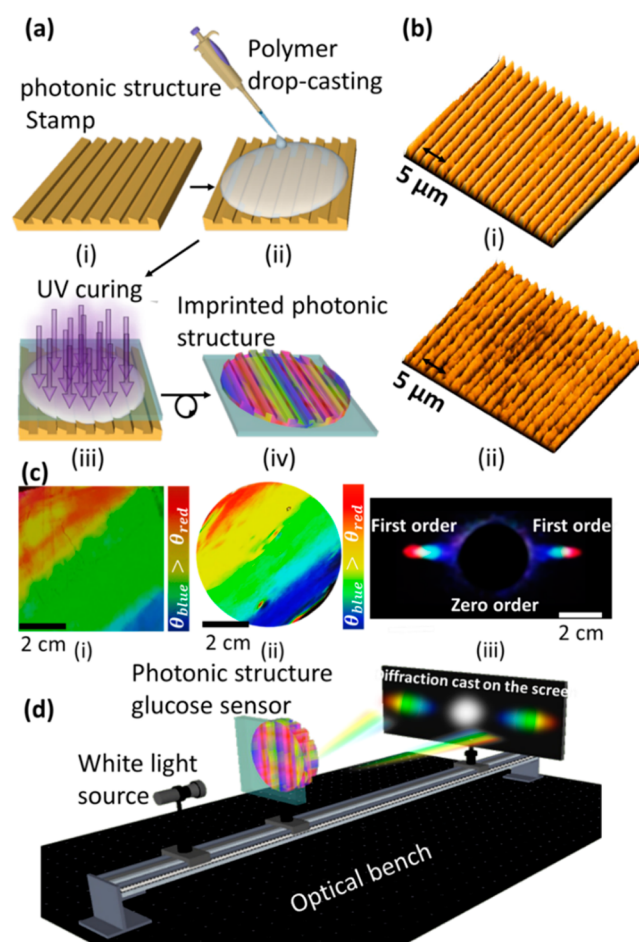 (a)
photonic structure
Stamp
Polymer
drop-casting
(i)
(ii)
UV curing
Imprinted photonic
structure
(iii)
(iv)
(b)
5 μm
(i)
5 μm
(ii)
(c)
θblue > θred
2 cm
(i)
θblue > θred
2 cm
(ii)
First order
First orde
Zero order
2 cm
(iii)
(d)
Photonic structure
glucose sensor
White light
source
Diffraction cast on the screen
Optical bench